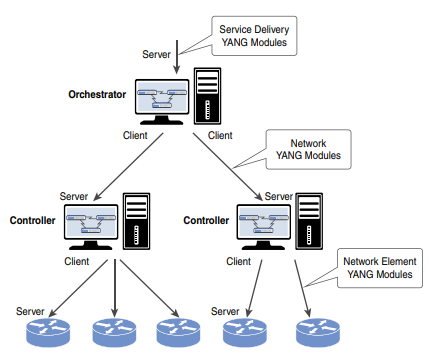 Service Delivery
YANG Modules
Server
Orchestrator
Client
Client
Network
YANG Modules
Server
Server
Controller
Controller
Client
Client
Network Element
YANG Modules
Server
Server